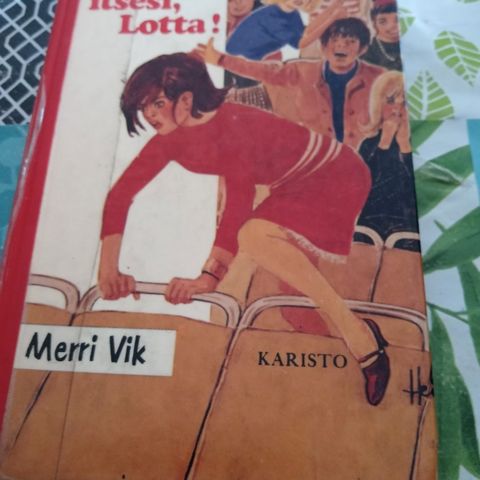 Itsesi,
Lotta!
Merri Vik
KARISTO